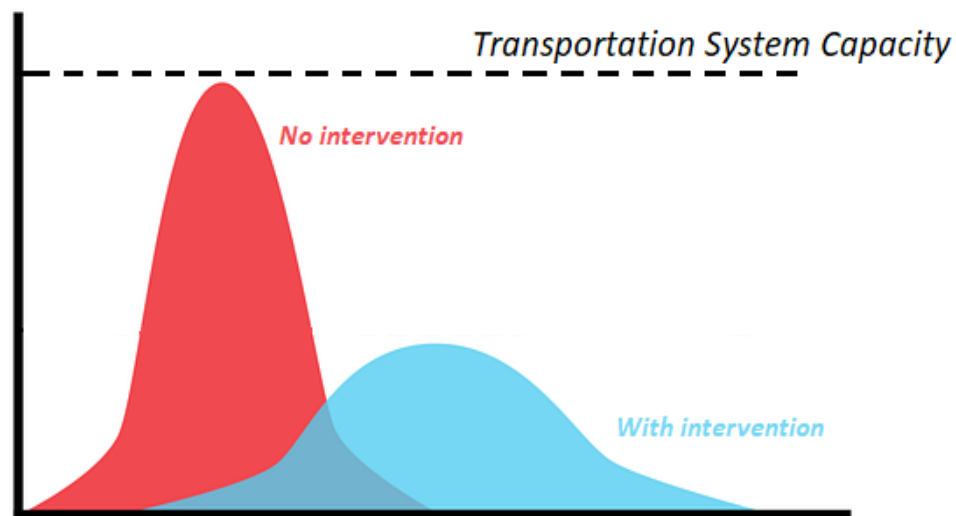 Transportation System Capacity
No intervention
With intervention